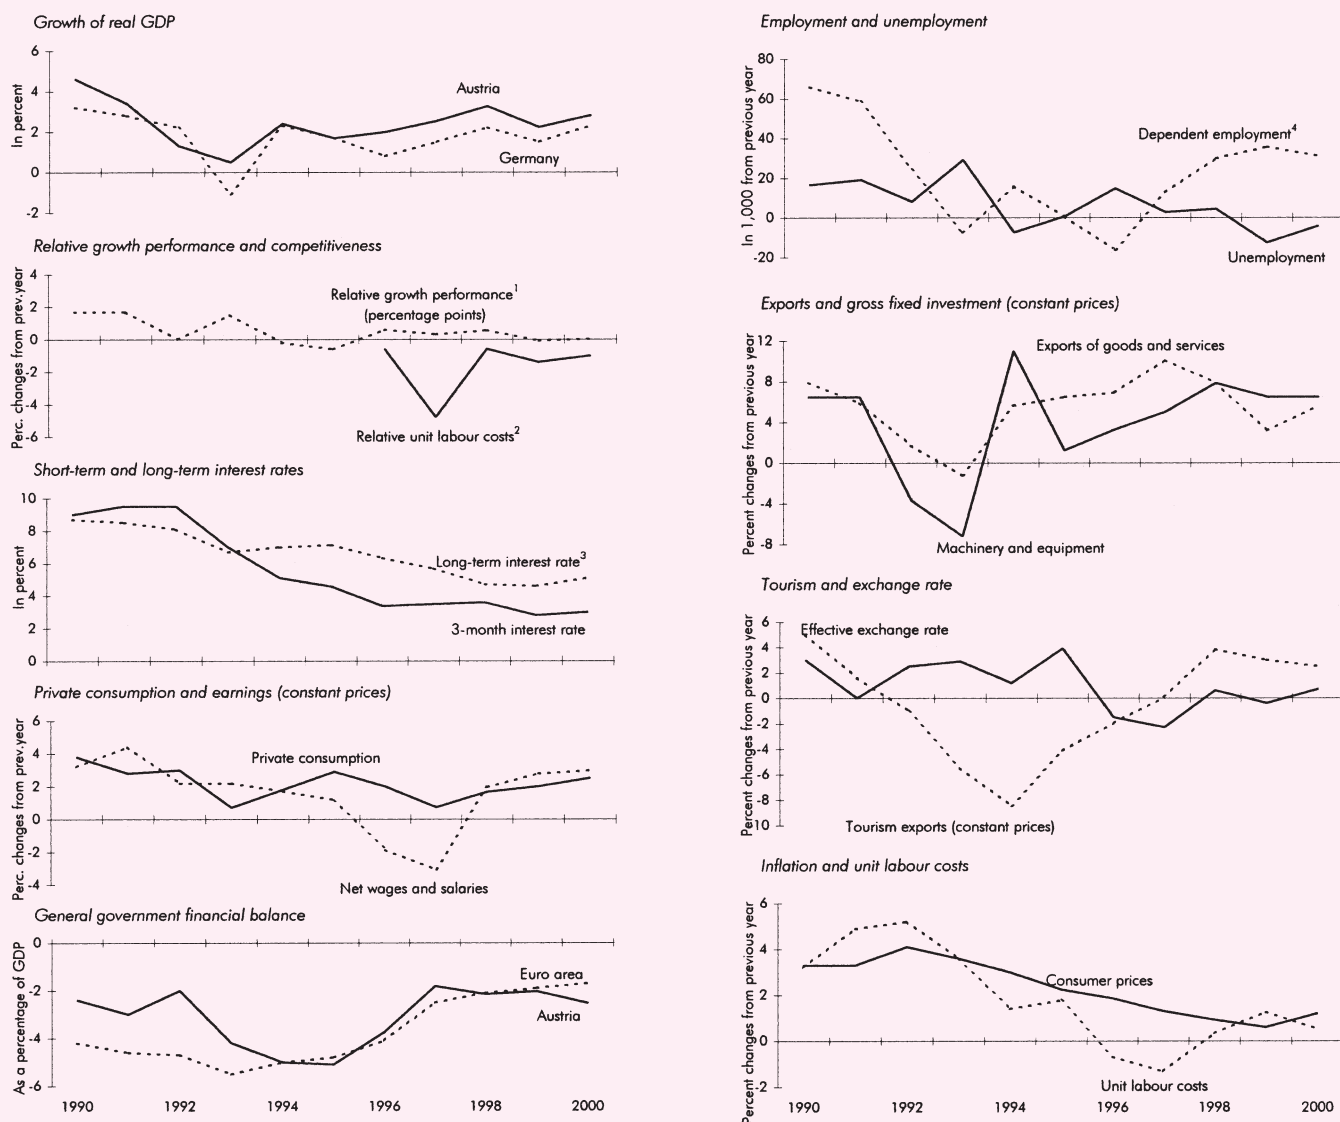 Growth of real GDP
In percent
6
4
2
0
-2
Austria
Germany
Relative growth performance and competitiveness
Perc. changes from prev.year
4
2
0
-2
-4
-6
Relative growth performance¹
(percentage points)
Relative unit labour costs²
Short-term and long-term interest rates
In percent
10
8
6
4
2
0
Long-term interest rate³
3-month interest rate
Private consumption and earnings (constant prices)
Perc. changes from prev.year
6
4
2
0
-2
-4
Private consumption
Net wages and salaries
General government financial balance
As a percentage of GDP
0
-2
-4
-6
Euro area
Austria
1990 1992 1994 1996 1998 2000
Employment and unemployment
In 1,000 from previous year
80
60
40
20
0
-20
Dependent employment⁴
Unemployment
Exports and gross fixed investment (constant prices)
Percent changes from previous year
12
8
4
0
-4
-8
Exports of goods and services
Machinery and equipment
Tourism and exchange rate
Percent changes from previous year
6
4
2
0
-2
-4
-6
-8
-10
Effective exchange rate
Tourism exports (constant prices)
Inflation and unit labour costs
Percent changes from previous year
6
4
2
0
-2
Consumer prices
Unit labour costs
1990 1992 1994 1996 1998 2000